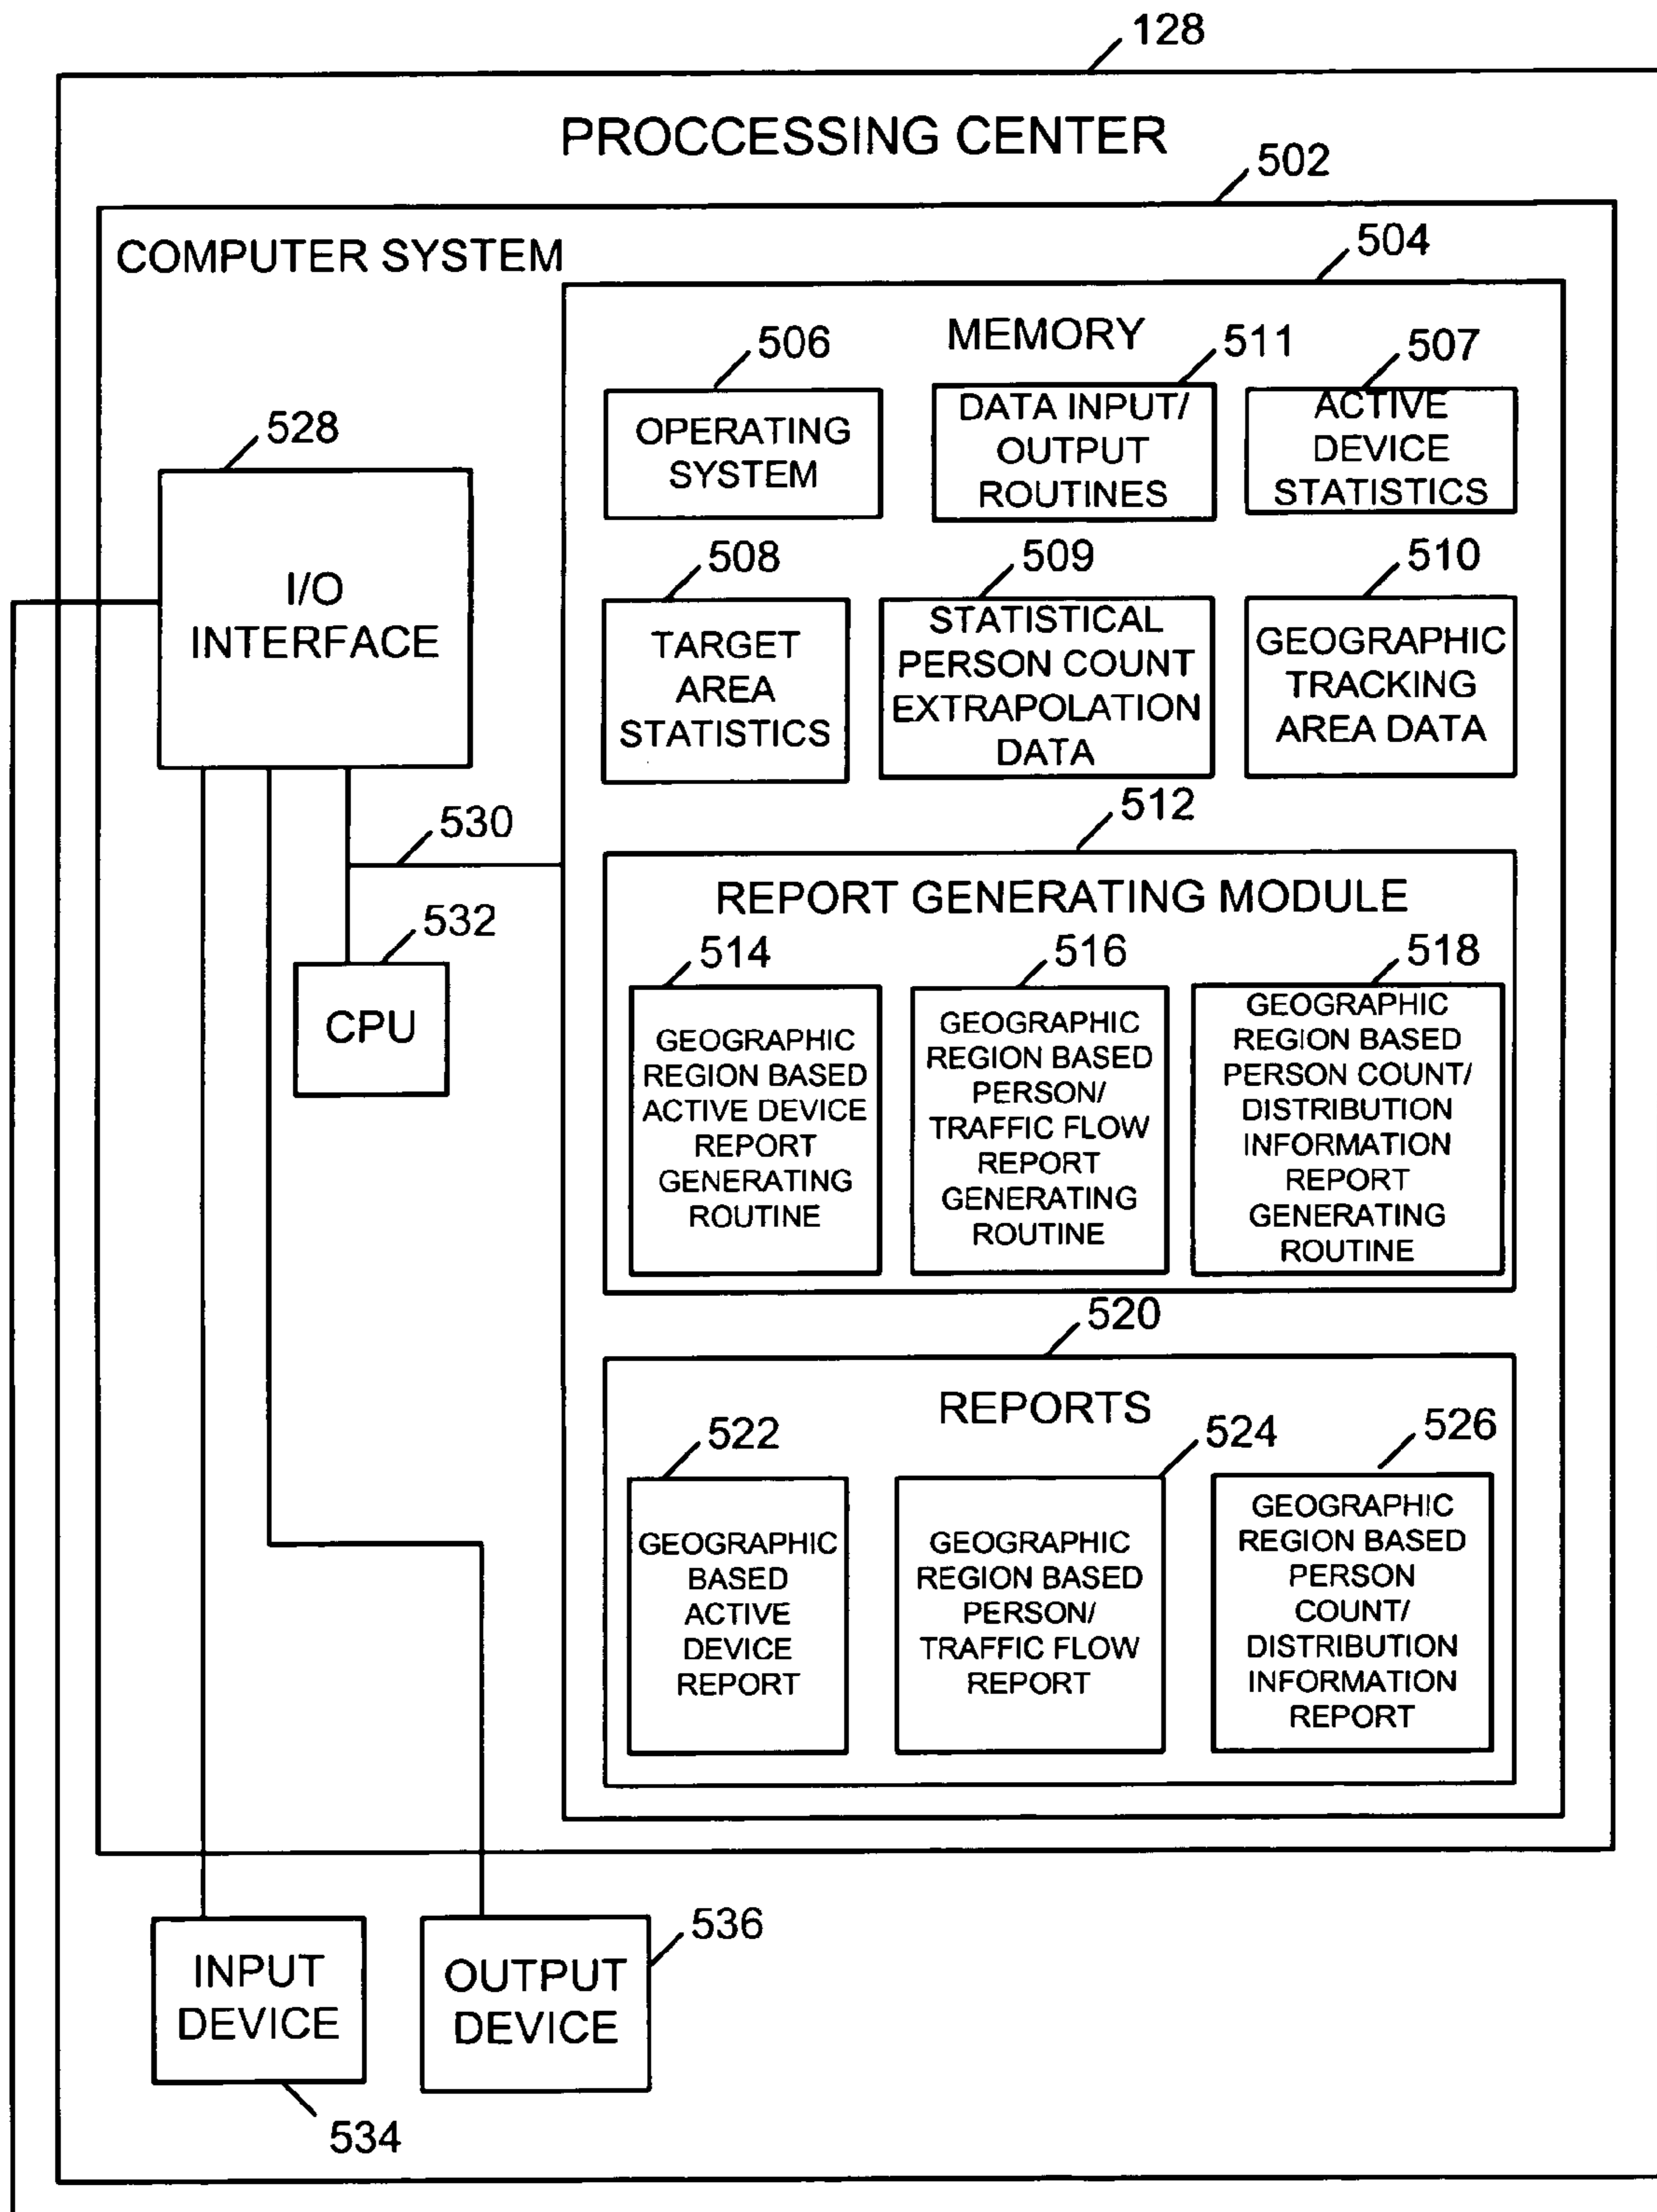 128
PROCCESSING CENTER
502
COMPUTER SYSTEM
504
MEMORY
506
OPERATING
SYSTEM
511
DATA INPUT/
OUTPUT
ROUTINES
507
ACTIVE
DEVICE
STATISTICS
528
I/O
INTERFACE
508
TARGET
AREA
STATISTICS
509
STATISTICAL
PERSON COUNT
EXTRAPOLATION
DATA
510
GEOGRAPHIC
TRACKING
AREA DATA
530
532
CPU
512
REPORT GENERATING MODULE
514
GEOGRAPHIC
REGION BASED
ACTIVE DEVICE
REPORT
GENERATING
ROUTINE
516
GEOGRAPHIC
REGION BASED
PERSON/
TRAFFIC FLOW
REPORT
GENERATING
ROUTINE
518
GEOGRAPHIC
REGION BASED
PERSON COUNT/
DISTRIBUTION
INFORMATION
REPORT
GENERATING
ROUTINE
520
REPORTS
522
GEOGRAPHIC
BASED
ACTIVE
DEVICE
REPORT
524
GEOGRAPHIC
REGION BASED
PERSON/
TRAFFIC FLOW
REPORT
526
GEOGRAPHIC
REGION BASED
PERSON
COUNT/
DISTRIBUTION
INFORMATION
REPORT
INPUT
DEVICE
534
OUTPUT
DEVICE
536